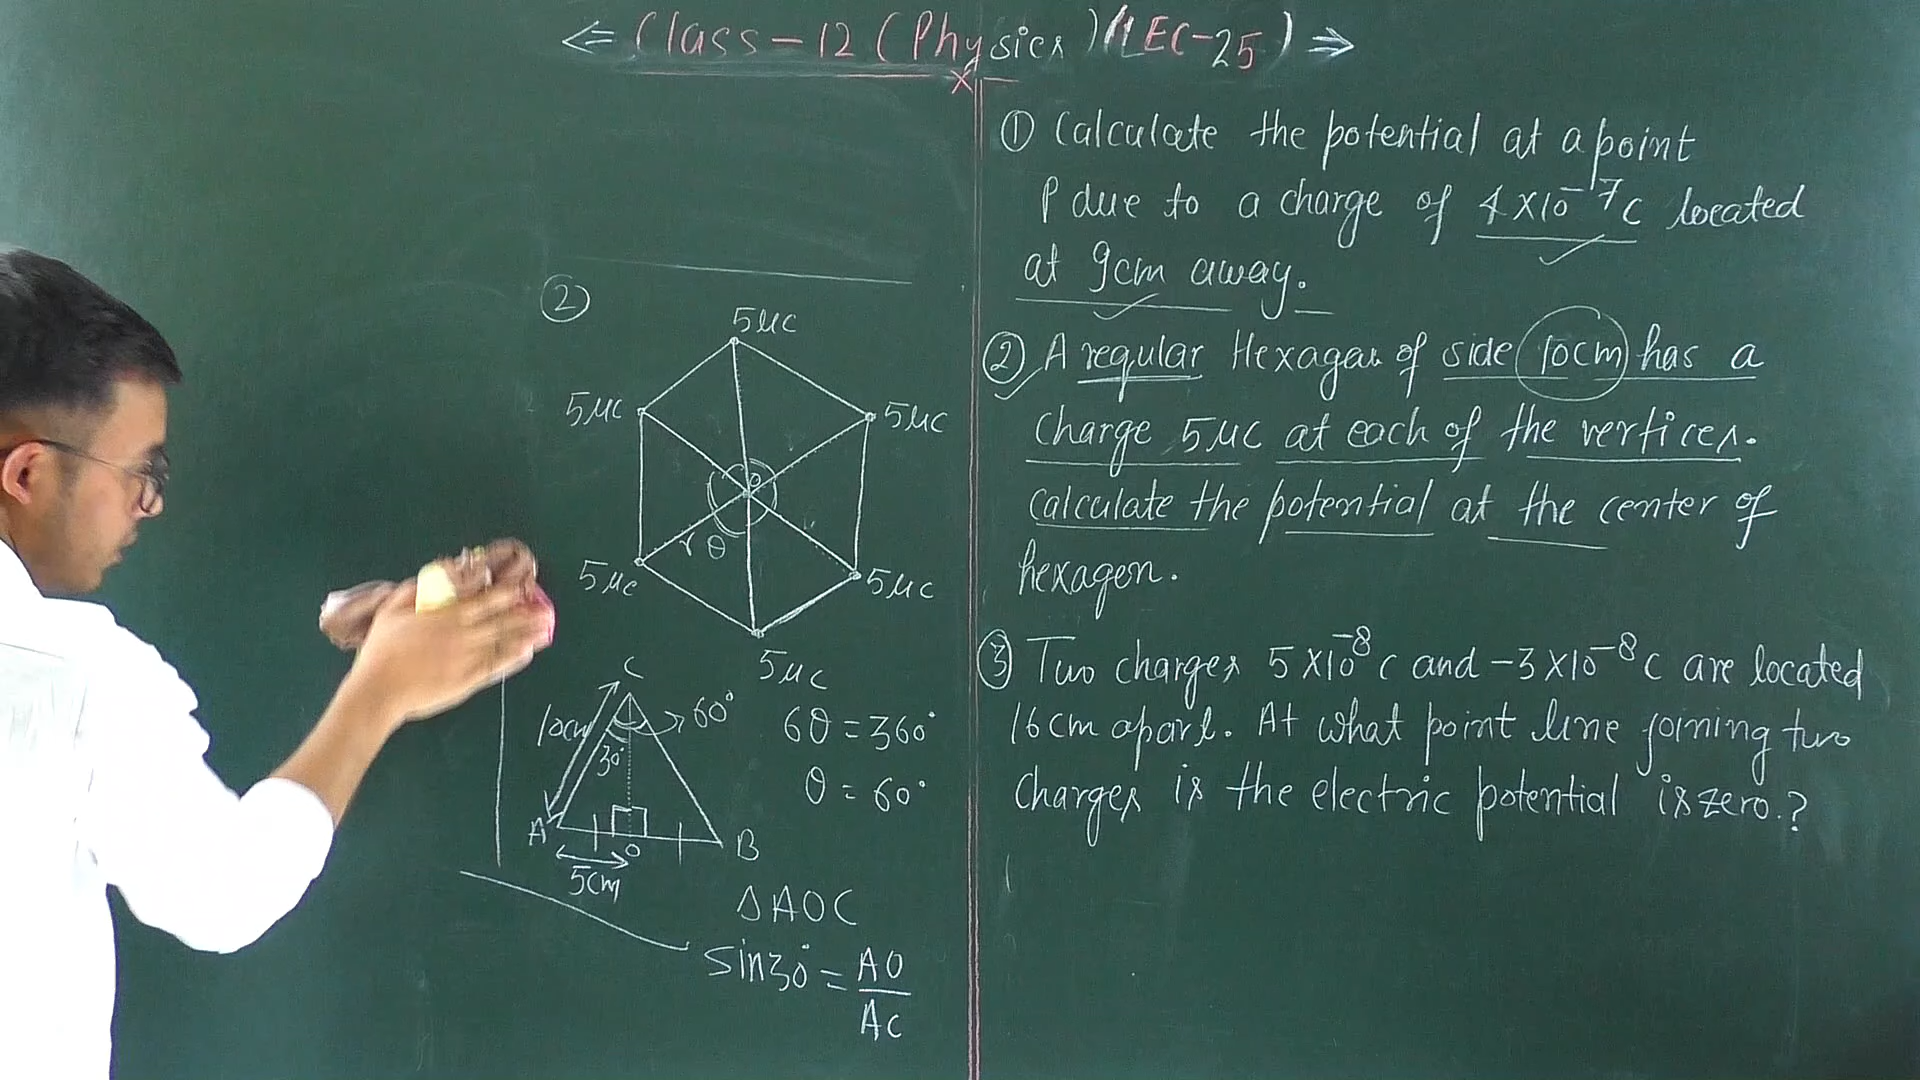 ⇐ Class-12 (Physics) (LEC-25) ⇒
②
5μC
5μC
5μC
O
r θ
5μC
5μC
5μC
C
10cm
60°
30°
A
O
B
5cm
6θ = 360°
θ = 60°
ΔAOC
Sin30° = AO
AC
① Calculate the potential at a point
P due to a charge of 4×10⁻⁷C located
at 9cm away.
② A regular Hexagon of side 10cm has a
charge 5μC at each of the vertices.
Calculate the potential at the center of
hexagon.
③ Two charges 5×10⁻⁸C and -3×10⁻⁸C are located
16cm apart. At what point line joining two
charges is the electric potential is zero.?